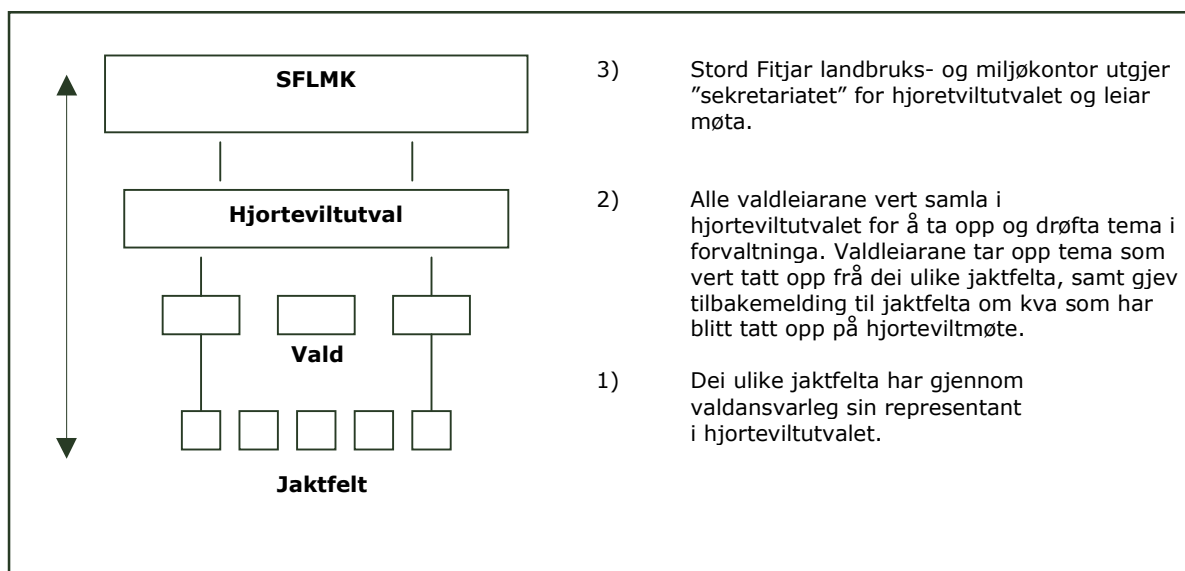 SFLMK
Hjorteviltutval
Vald
Jaktfelt
3) Stord Fitjar landbruks- og miljøkontor utgjer
”sekretariatet” for hjoretviltutvalet og leiar
møta.
2) Alle valdleiarane vert samla i
hjorteviltutvalet for å ta opp og drøfta tema i
forvaltninga. Valdleiarane tar opp tema som
vert tatt opp frå dei ulike jaktfelta, samt gjev
tilbakemelding til jaktfelta om kva som har
blitt tatt opp på hjorteviltmøte.
1) Dei ulike jaktfelta har gjennom
valdansvarleg sin representant
i hjorteviltutvalet.